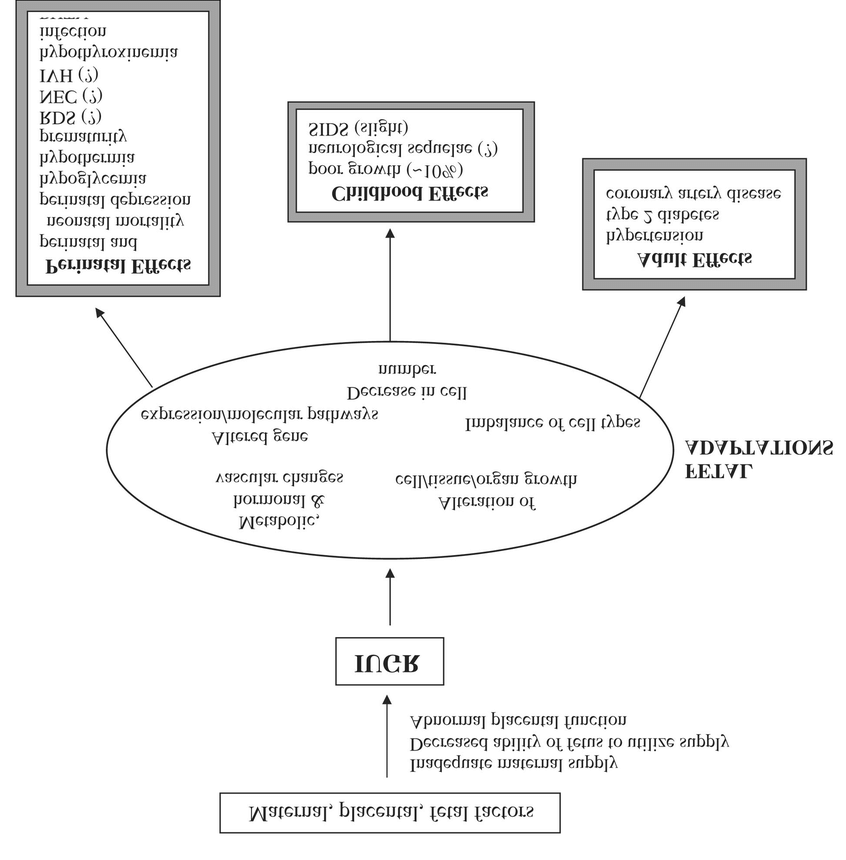 Maternal, placental, fetal factors
Inadequate maternal supply
Decreased ability of fetus to utilize supply
Abnormal placental function
IUGR
Metabolic,
hormonal &
vascular changes
Alteration of
cell/tissue/organ growth
FETAL
ADAPTATIONS
Altered gene
expression/molecular pathways
Imbalance of cell types
Decrease in cell
number
Perinatal Effects
perinatal and
neonatal mortality
perinatal depression
hypoglycemia
hypothermia
prematurity
RDS (?)
NEC (?)
IVH (?)
hypothyroxinemia
infection
Childhood Effects
poor growth (~10%)
neurological sequelae (?)
SIDS (slight)
Adult Effects
hypertension
type 2 diabetes
coronary artery disease